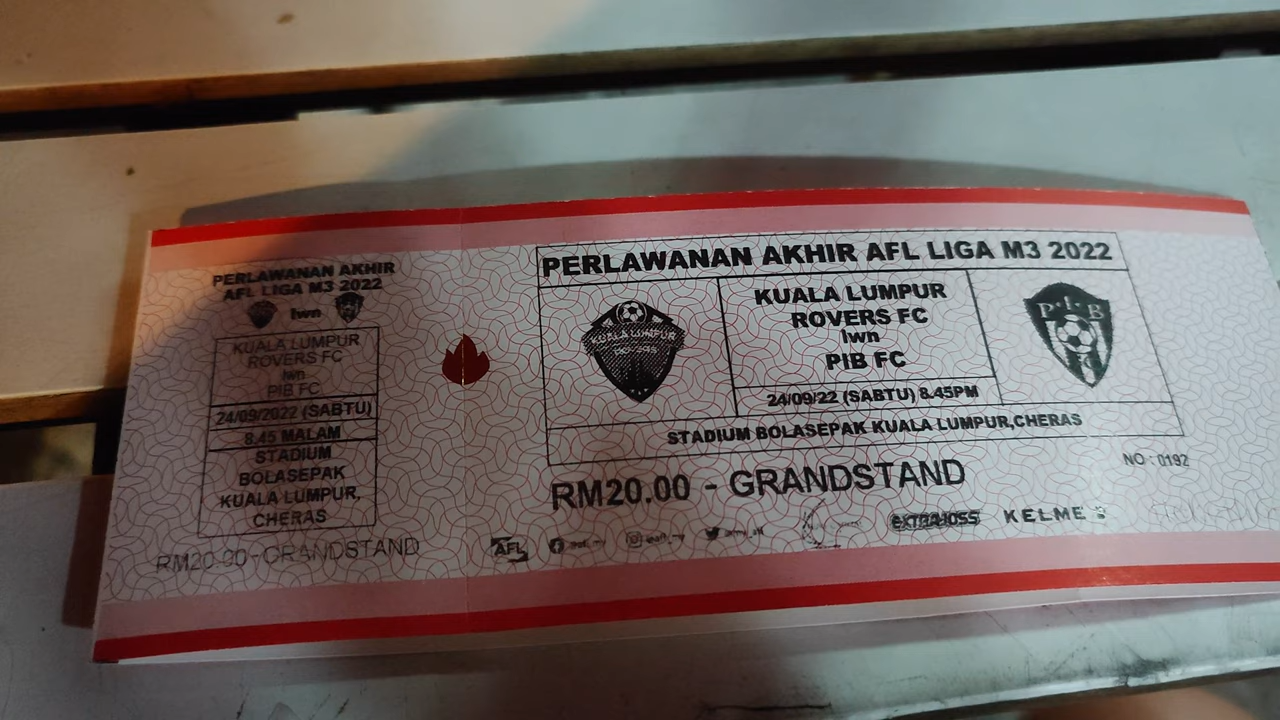 PERLAWANAN AKHIR
AFL LIGA M3 2022
lwn
KUALA LUMPUR
ROVERS FC
lwn
PIB FC
24/09/2022 (SABTU)
8.45 MALAM
STADIUM
BOLASEPAK
KUALA LUMPUR,
CHERAS
RM20.00-GRANDSTAND
PERLAWANAN AKHIR AFL LIGA M3 2022
KUALA LUMPUR
KUALA LUMPUR
ROVERS FC
lwn
PIB FC
PIB
24/09/22 (SABTU) 8.45PM
STADIUM BOLASEPAK KUALA LUMPUR,CHERAS
NO : 0192
RM20.00 - GRANDSTAND
AFL
EXTRAJOSS
KELME